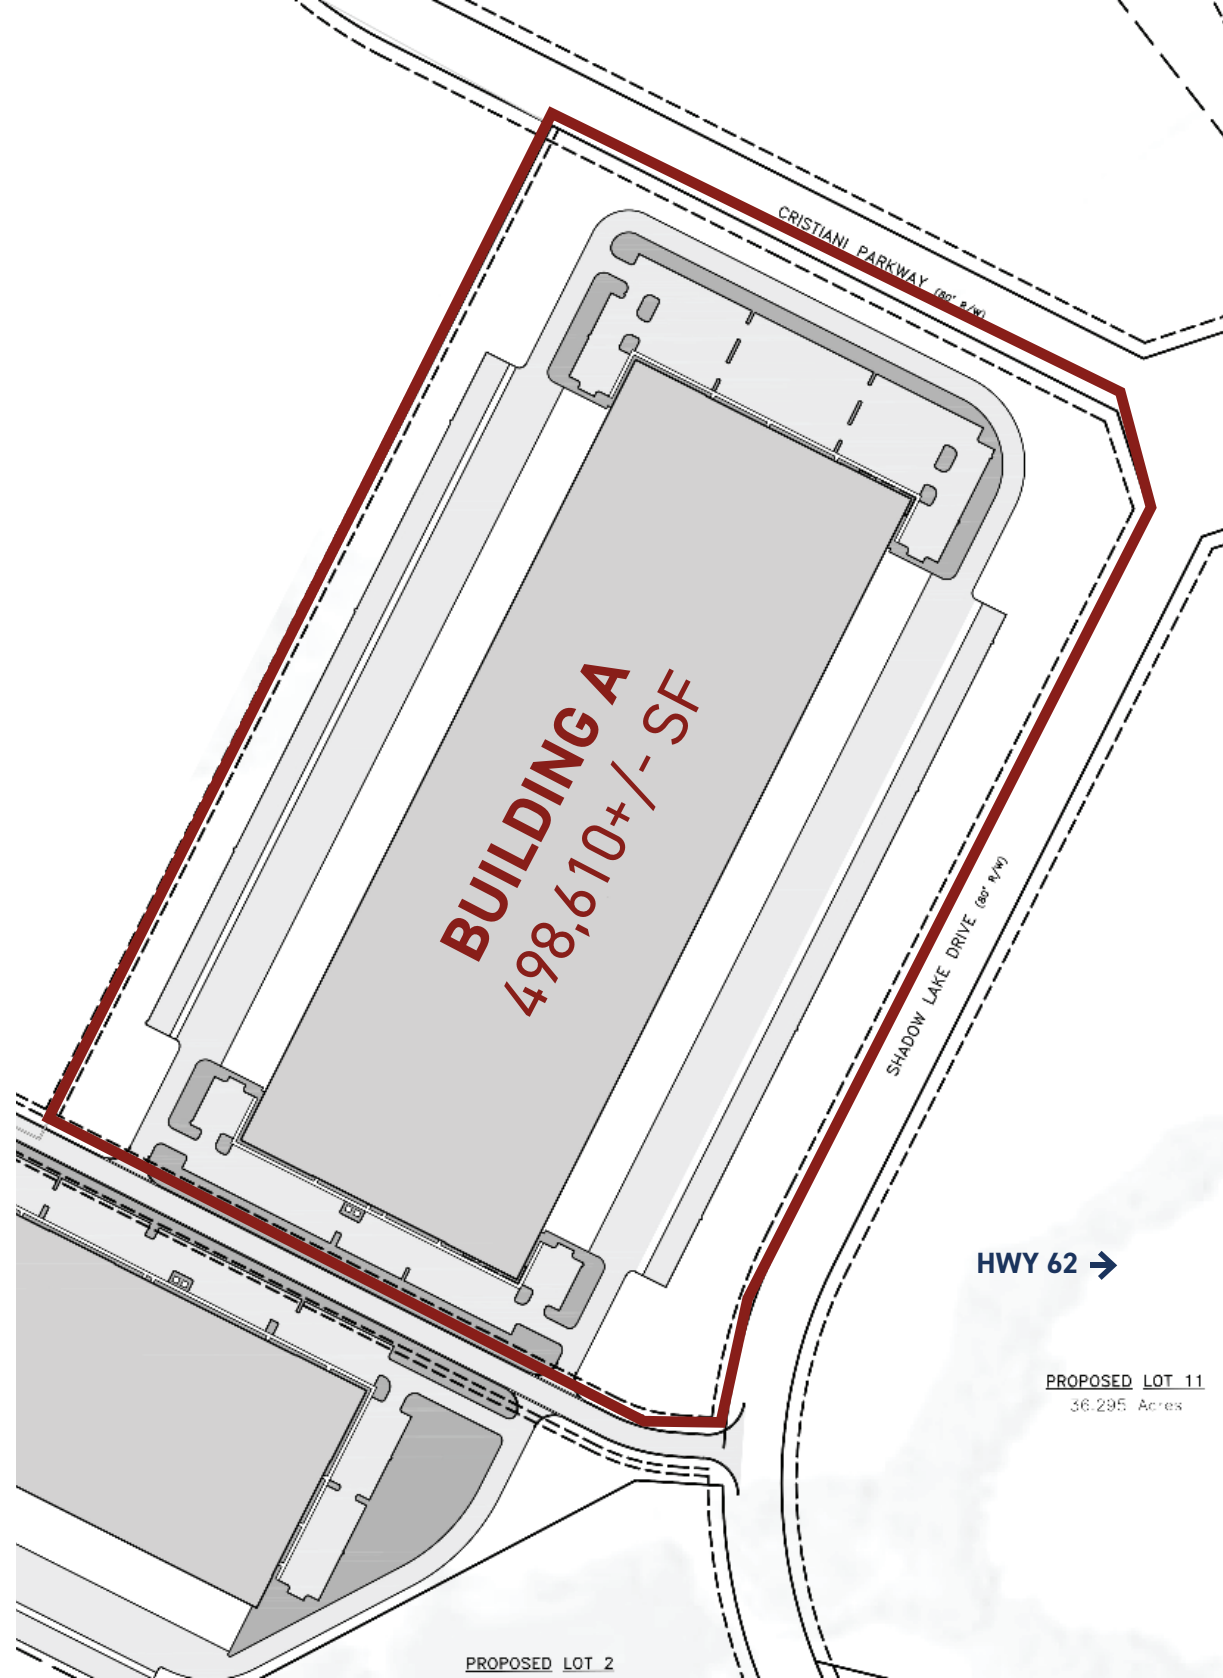 CRISTIANI PARKWAY (80' R/W)
BUILDING A
498,610+/- SF
SHADOW LAKE DRIVE (80' R/W)
HWY 62 →
PROPOSED LOT 11
36.295 Acres
PROPOSED LOT 2